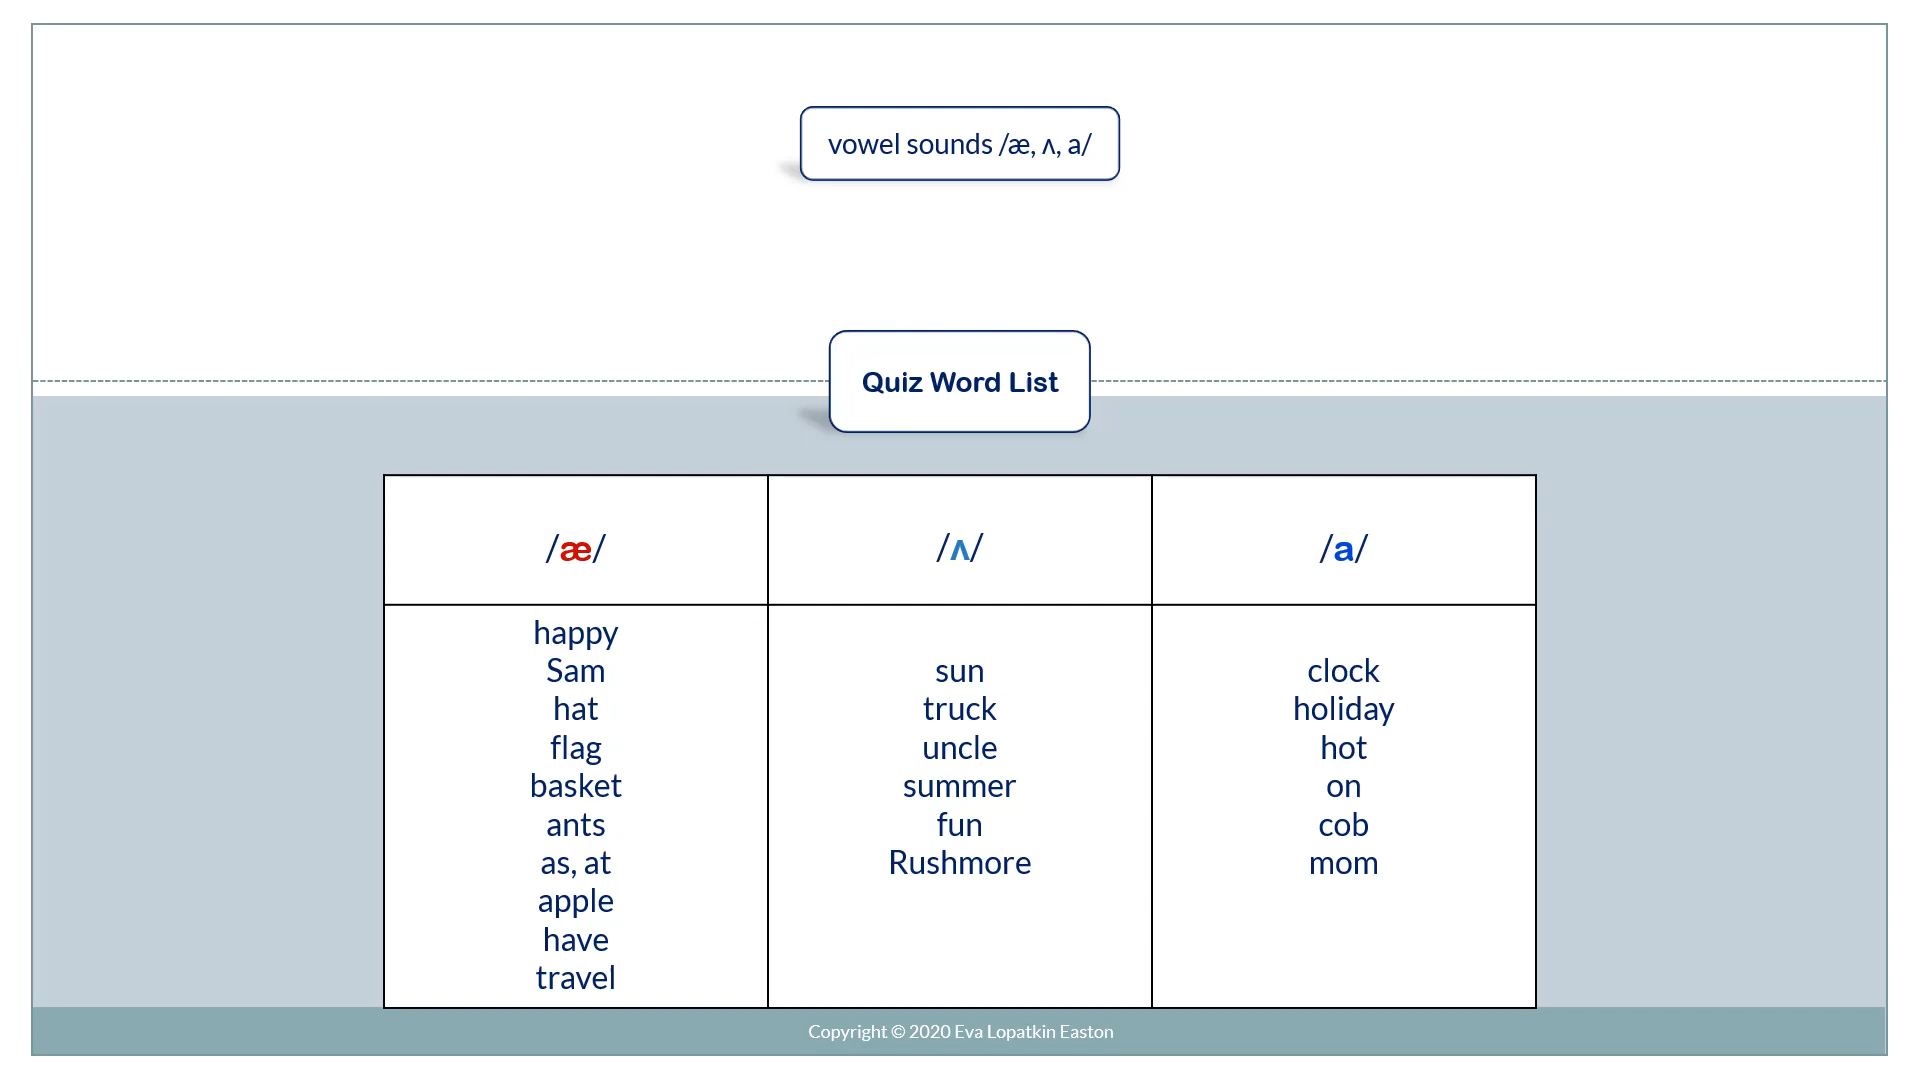 vowel sounds /æ, ʌ, a/
Quiz Word List
/æ/
/ʌ/
/a/
happy
Sam
hat
flag
basket
ants
as, at
apple
have
travel
sun
truck
uncle
summer
fun
Rushmore
clock
holiday
hot
on
cob
mom
Copyright © 2020 Eva Lopatkin Easton